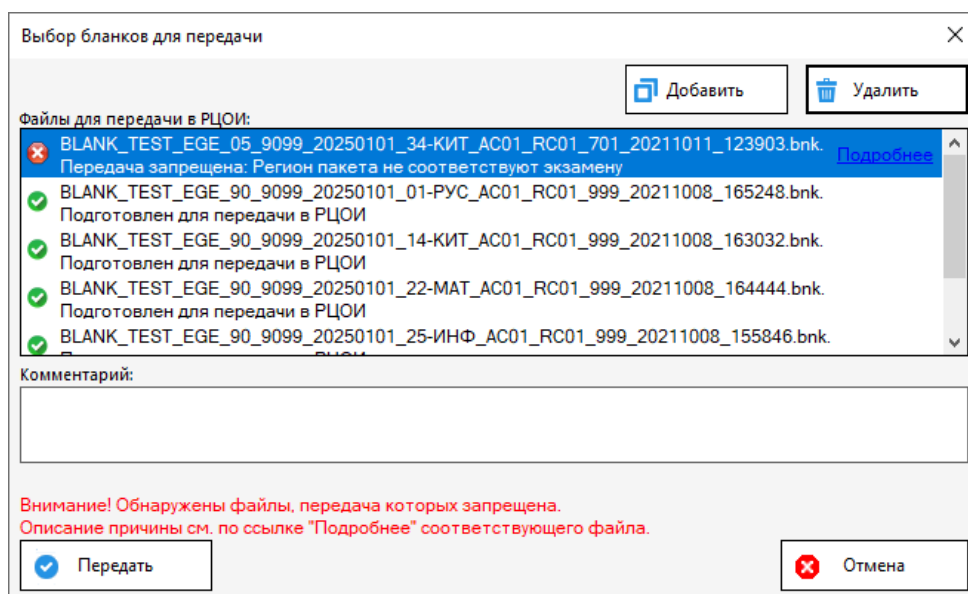 Выбор бланков для передачи
Добавить
Удалить
Файлы для передачи в РЦОИ:
BLANK_TEST_EGE_05_9099_20250101_34-КИТ_AC01_RC01_701_20211011_123903.bnk.
Передача запрещена: Регион пакета не соответствуют экзамену
Подробнее
BLANK_TEST_EGE_90_9099_20250101_01-РУС_AC01_RC01_999_20211008_165248.bnk.
Подготовлен для передачи в РЦОИ
BLANK_TEST_EGE_90_9099_20250101_14-КИТ_AC01_RC01_999_20211008_163032.bnk.
Подготовлен для передачи в РЦОИ
BLANK_TEST_EGE_90_9099_20250101_22-МАТ_AC01_RC01_999_20211008_164444.bnk.
Подготовлен для передачи в РЦОИ
BLANK_TEST_EGE_90_9099_20250101_25-ИНФ_AC01_RC01_999_20211008_155846.bnk.
Комментарий:
Внимание! Обнаружены файлы, передача которых запрещена.
Описание причины см. по ссылке "Подробнее" соответствующего файла.
Передать
Отмена